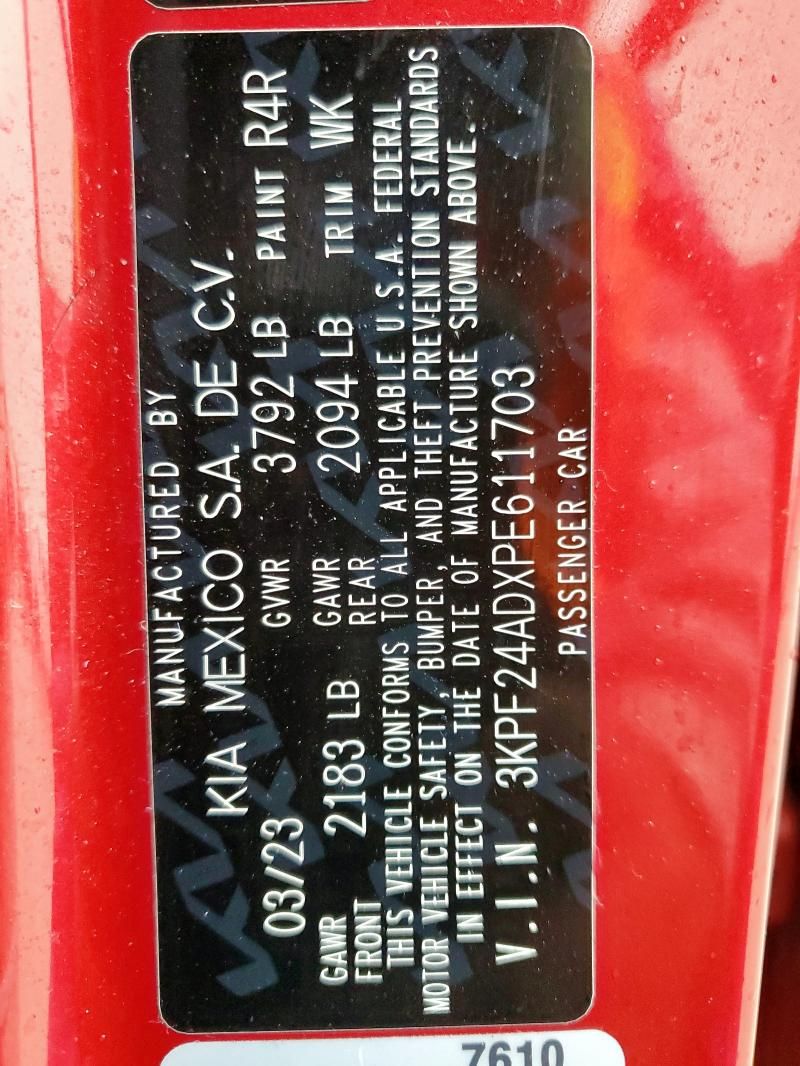 MANUFACTURED BY
KIA MEXICO S.A. DE C.V.
03/23 GVWR 3792 LB PAINT R4R
GAWR FRONT 2183 LB GAWR REAR 2094 LB TRIM WK
THIS VEHICLE CONFORMS TO ALL APPLICABLE U.S.A. FEDERAL
MOTOR VEHICLE SAFETY, BUMPER, AND THEFT PREVENTION STANDARDS
IN EFFECT ON THE DATE OF MANUFACTURE SHOWN ABOVE.
V.I.N. 3KPF24ADXPE611703
PASSENGER CAR
7610